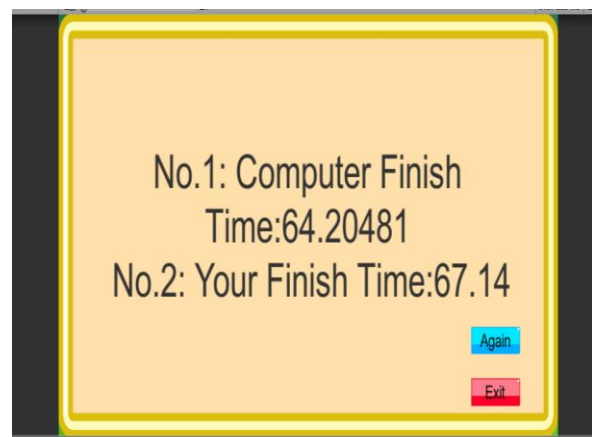 No.1: Computer Finish
Time:64.20481
No.2: Your Finish Time:67.14
Again
Exit